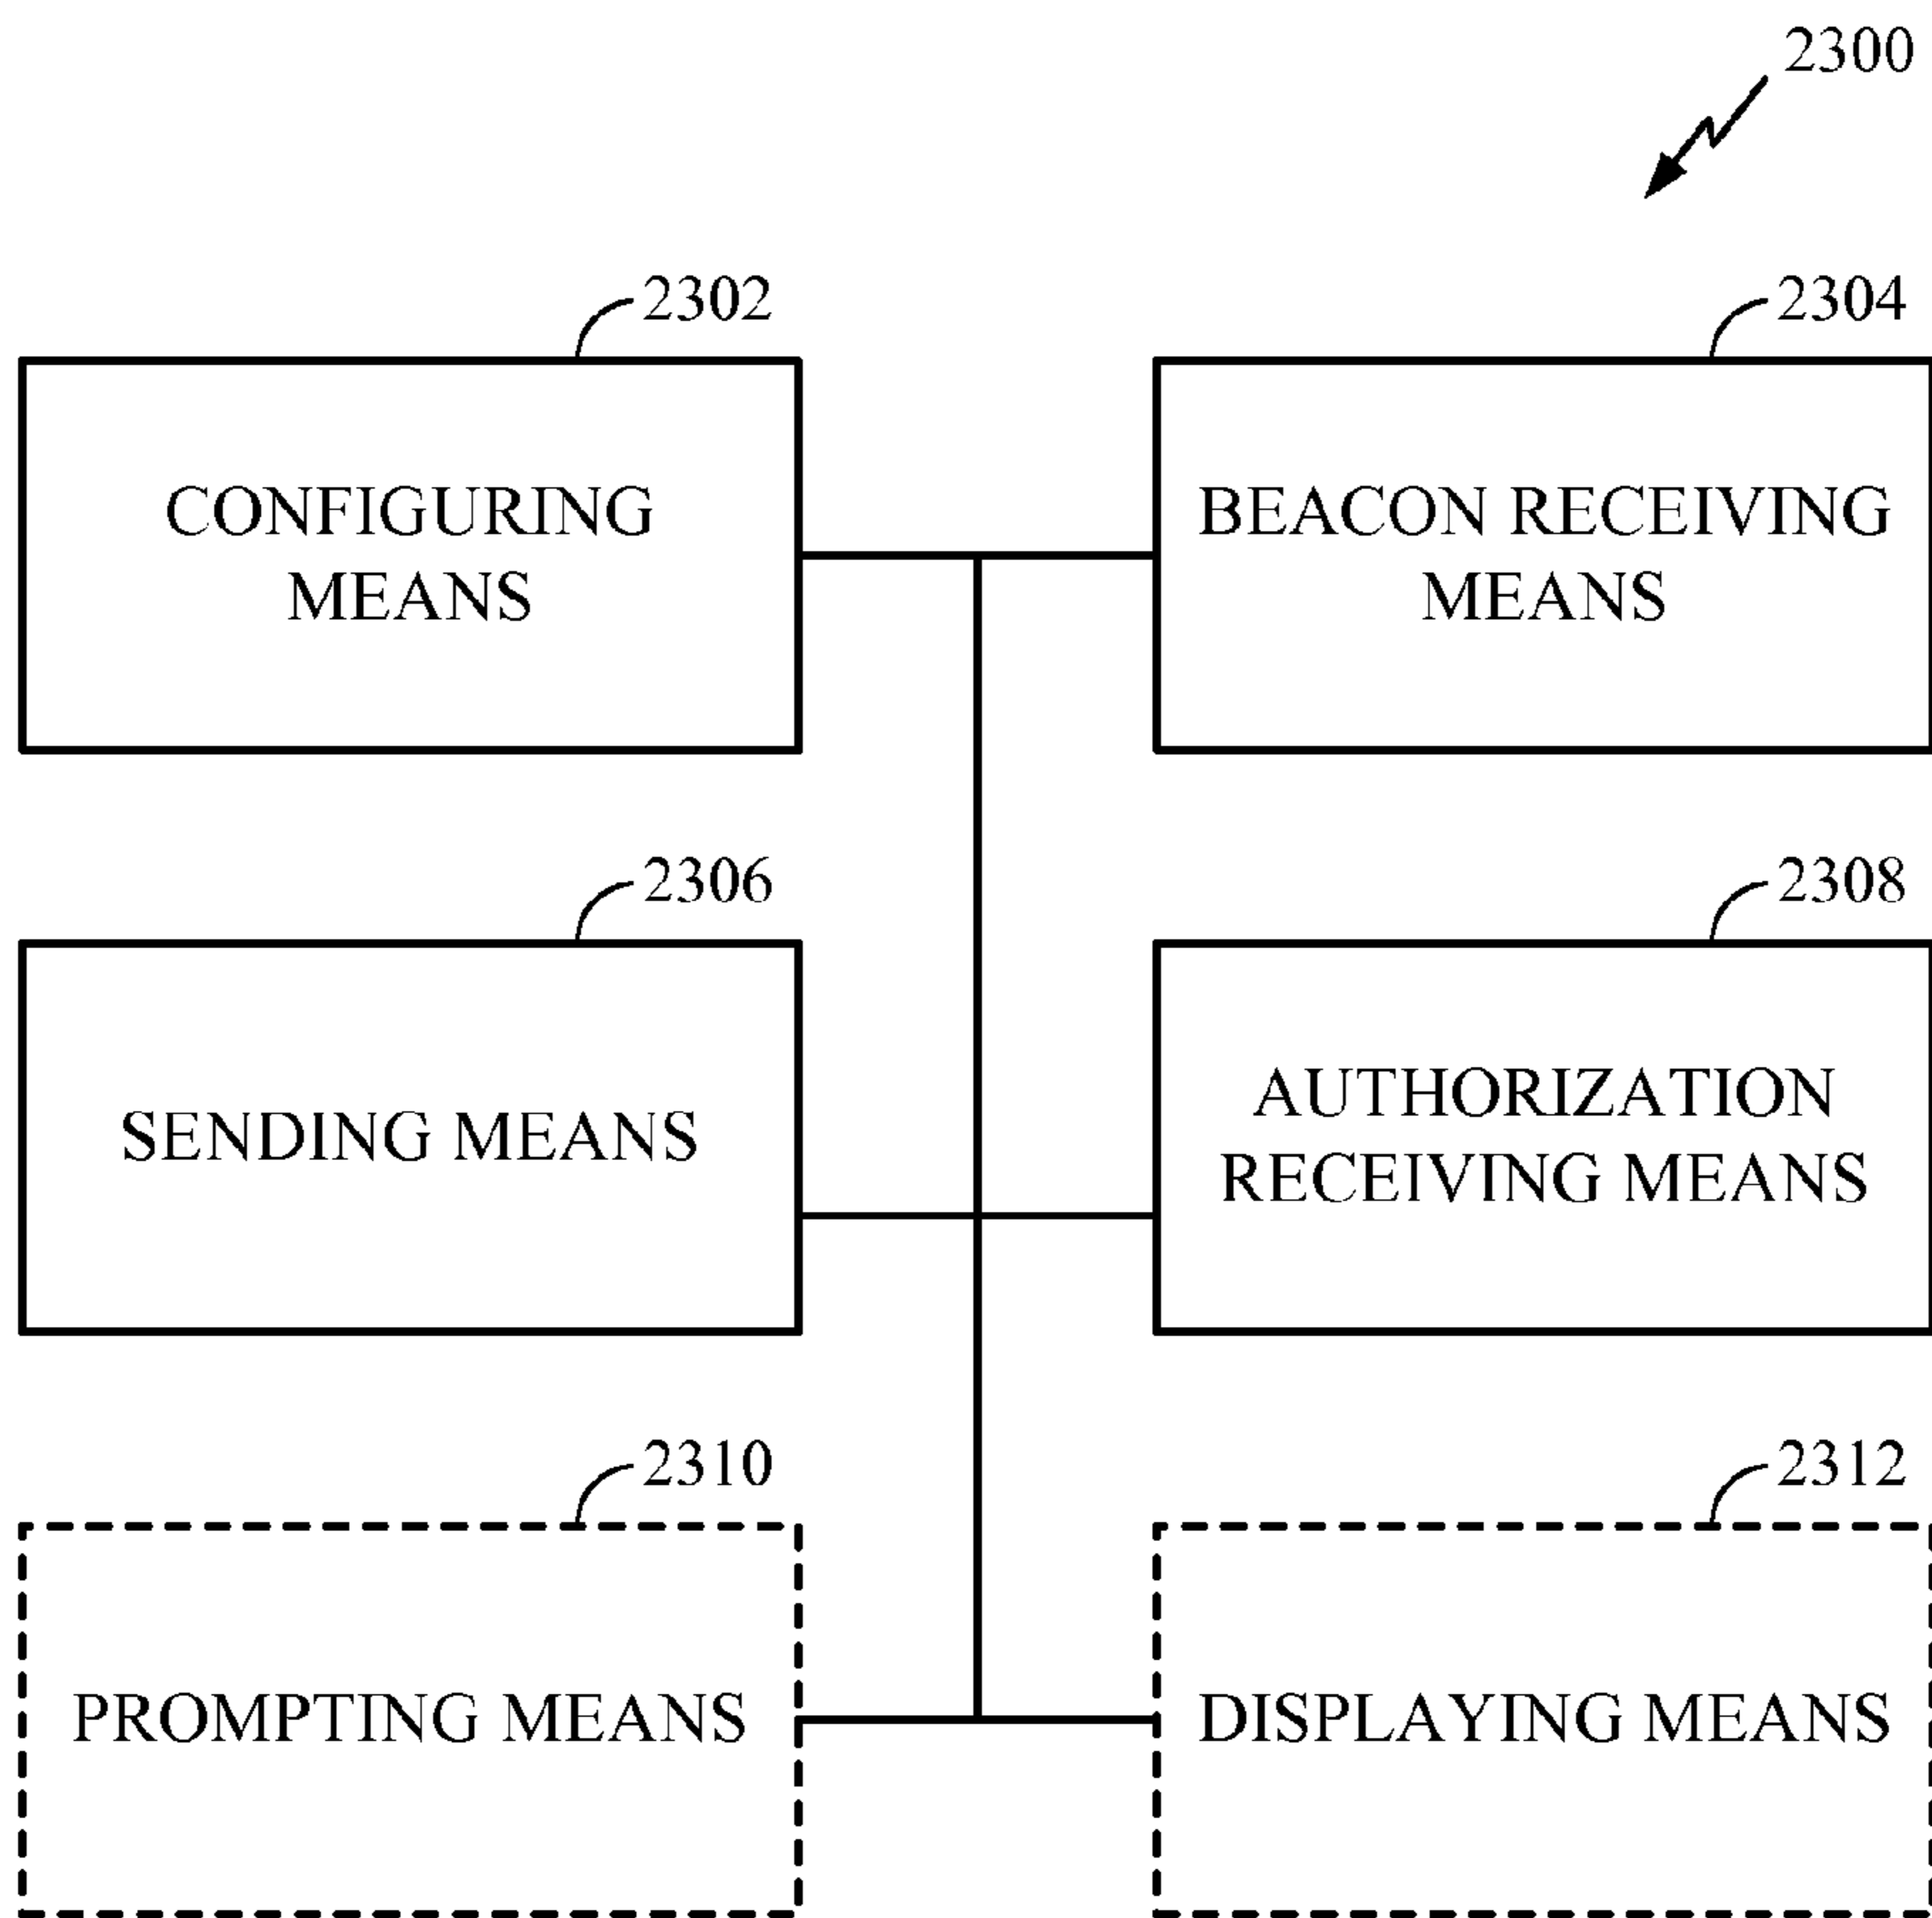 2300
2302
2304
CONFIGURING
MEANS
BEACON RECEIVING
MEANS
2306
2308
SENDING MEANS
AUTHORIZATION
RECEIVING MEANS
2310
2312
PROMPTING MEANS
DISPLAYING MEANS